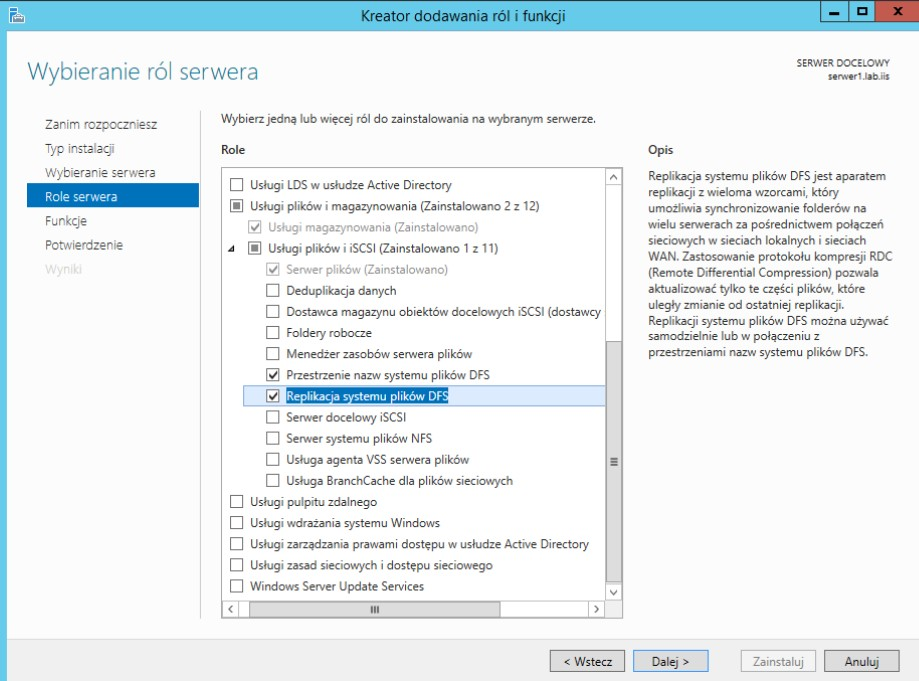 Kreator dodawania ról i funkcji
Wybieranie ról serwera
SERWER DOCELOWY
serwer1.lab.iis
Zanim rozpoczniesz
Typ instalacji
Wybieranie serwera
Role serwera
Funkcje
Potwierdzenie
Wyniki
Wybierz jedną lub więcej ról do zainstalowania na wybranym serwerze.
Role
Usługi LDS w usłudze Active Directory
Usługi plików i magazynowania (Zainstalowano 2 z 12)
Usługi magazynowania (Zainstalowano)
Usługi plików i iSCSI (Zainstalowano 1 z 11)
Serwer plików (Zainstalowano)
Deduplikacja danych
Dostawca magazynu obiektów docelowych iSCSI (dostawcy
Foldery robocze
Menedżer zasobów serwera plików
Przestrzenie nazw systemu plików DFS
Replikacja systemu plików DFS
Serwer docelowy iSCSI
Serwer systemu plików NFS
Usługa agenta VSS serwera plików
Usługa BranchCache dla plików sieciowych
Usługi pulpitu zdalnego
Usługi wdrażania systemu Windows
Usługi zarządzania prawami dostępu w usłudze Active Directory
Usługi zasad sieciowych i dostępu sieciowego
Windows Server Update Services
Opis
Replikacja systemu plików DFS jest aparatem
replikacji z wieloma wzorcami, który
umożliwia synchronizowanie folderów na
wielu serwerach za pośrednictwem połączeń
sieciowych w sieciach lokalnych i sieciach
WAN. Zastosowanie protokołu kompresji RDC
(Remote Differential Compression) pozwala
aktualizować tylko te części plików, które
uległy zmianie od ostatniej replikacji.
Replikacji systemu plików DFS można używać
samodzielnie lub w połączeniu z
przestrzeniami nazw systemu plików DFS.
< Wstecz
Dalej >
Zainstaluj
Anuluj